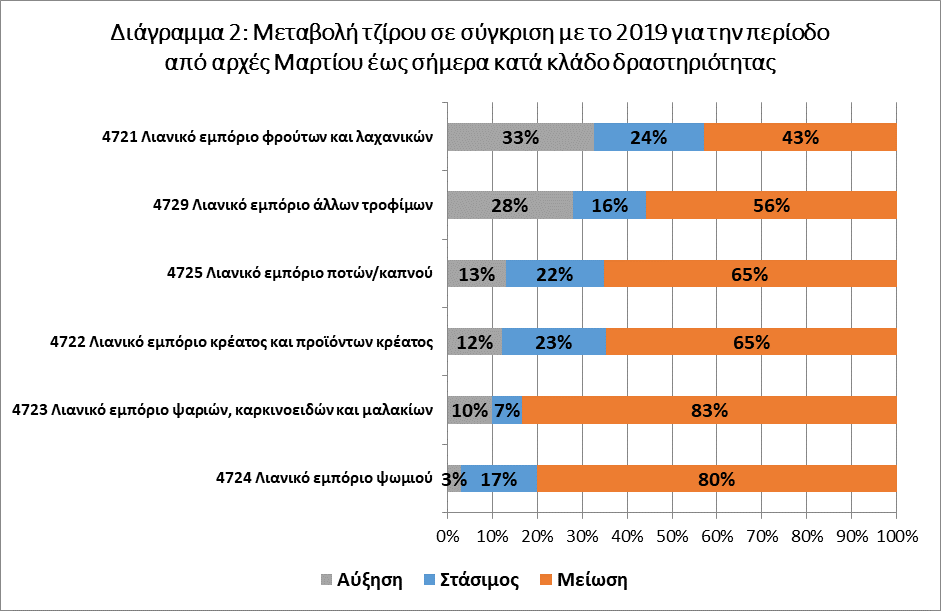 Διάγραμμα 2: Μεταβολή τζίρου σε σύγκριση με το 2019 για την περίοδο
από αρχές Μαρτίου έως σήμερα κατά κλάδο δραστηριότητας
4721 Λιανικό εμπόριο φρούτων και λαχανικών 33% 24% 43%
4729 Λιανικό εμπόριο άλλων τροφίμων 28% 16% 56%
4725 Λιανικό εμπόριο ποτών/καπνού 13% 22% 65%
4722 Λιανικό εμπόριο κρέατος και προϊόντων κρέατος 12% 23% 65%
4723 Λιανικό εμπόριο ψαριών, καρκινοειδών και μαλακίων 10% 7% 83%
4724 Λιανικό εμπόριο ψωμιού 3% 17% 80%
0% 10% 20% 30% 40% 50% 60% 70% 80% 90% 100%
Αύξηση Στάσιμος Μείωση